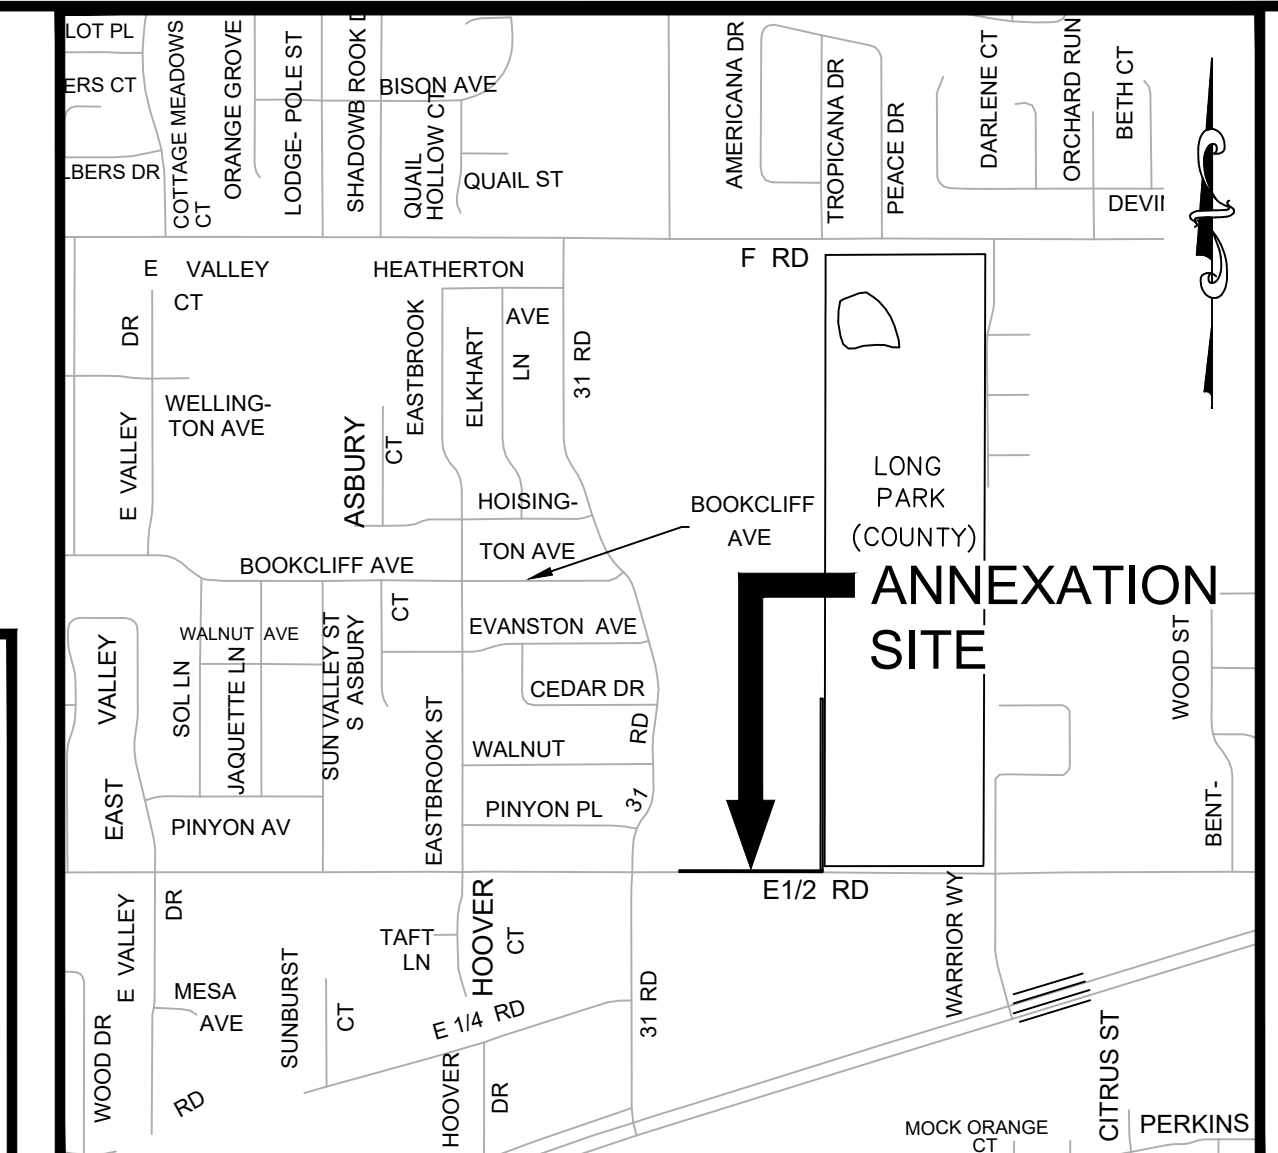 LOT PL
ERS CT
LBERS DR
COTTAGE MEADOWS
CT
ORANGE GROVE
LODGE- POLE ST
SHADOWB ROOK D
BISON AVE
QUAIL
HOLLOW CT
QUAIL ST
AMERICANA DR
TROPICANA DR
PEACE DR
DARLENE CT
ORCHARD RUN
BETH CT
DEVI
F RD
E VALLEY
CT
DR
E VALLEY
HEATHERTON
AVE
EASTBROOK
ELKHART
LN
31 RD
WELLING-
TON AVE
ASBURY
CT
HOISING-
TON AVE
BOOKCLIFF
AVE
LONG
PARK
(COUNTY)
ANNEXATION
SITE
BOOKCLIFF AVE
CT
EVANSTON AVE
WALNUT AVE
SOL LN
JAQUETTE LN
SUN VALLEY ST
S ASBURY
VALLEY
EAST
CEDAR DR
RD
31
WALNUT
EASTBROOK ST
PINYON PL
PINYON AV
WOOD ST
BENT-
E1/2 RD
DR
E VALLEY
HOOVER
CT
TAFT
LN
WARRIOR WY
MESA
AVE
SUNBURST
CT
E 1/4 RD
31 RD
WOOD DR
RD
HOOVER
DR
CITRUS ST
MOCK ORANGE
CT
PERKINS